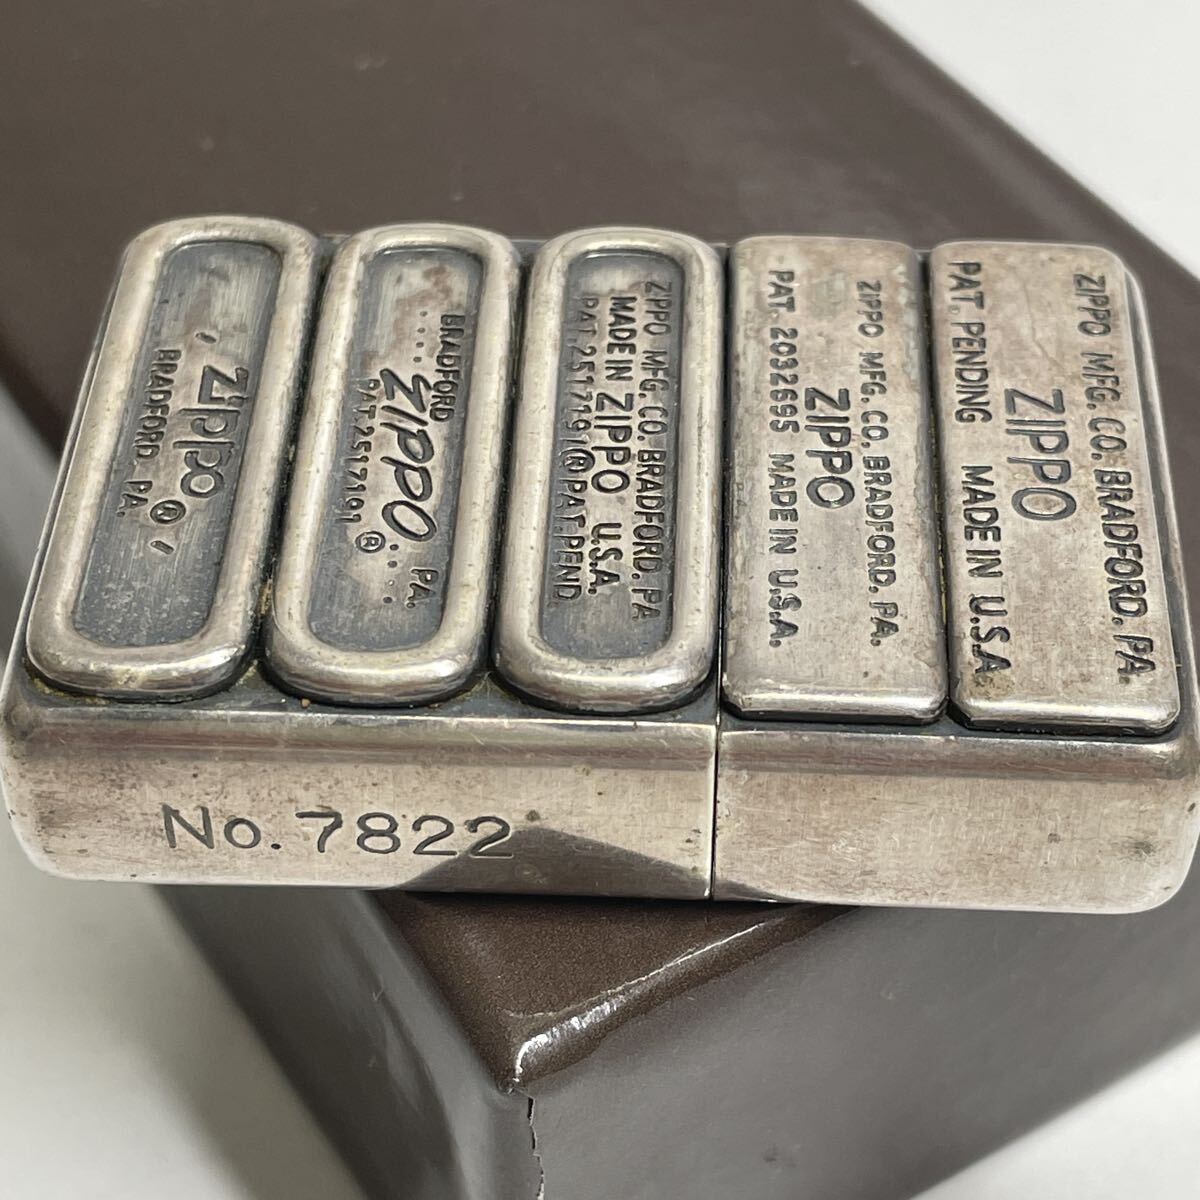 ' Zippo ® '
BRADFORD. PA.
BRADFORD PA.
..... ZIPPO ® ....
PAT. 2517191
ZIPPO MFG. CO. BRADFORD. PA
MADE IN ZIPPO U.S.A.
PAT. 2517191 ® PAT. PEND.
ZIPPO MFG. CO. BRADFORD. PA.
ZIPPO
PAT. 2032695 MADE IN U.S.A.
ZIPPO MFG. CO. BRADFORD. PA.
ZIPPO
PAT. PENDING MADE IN U.S.A
No. 7822